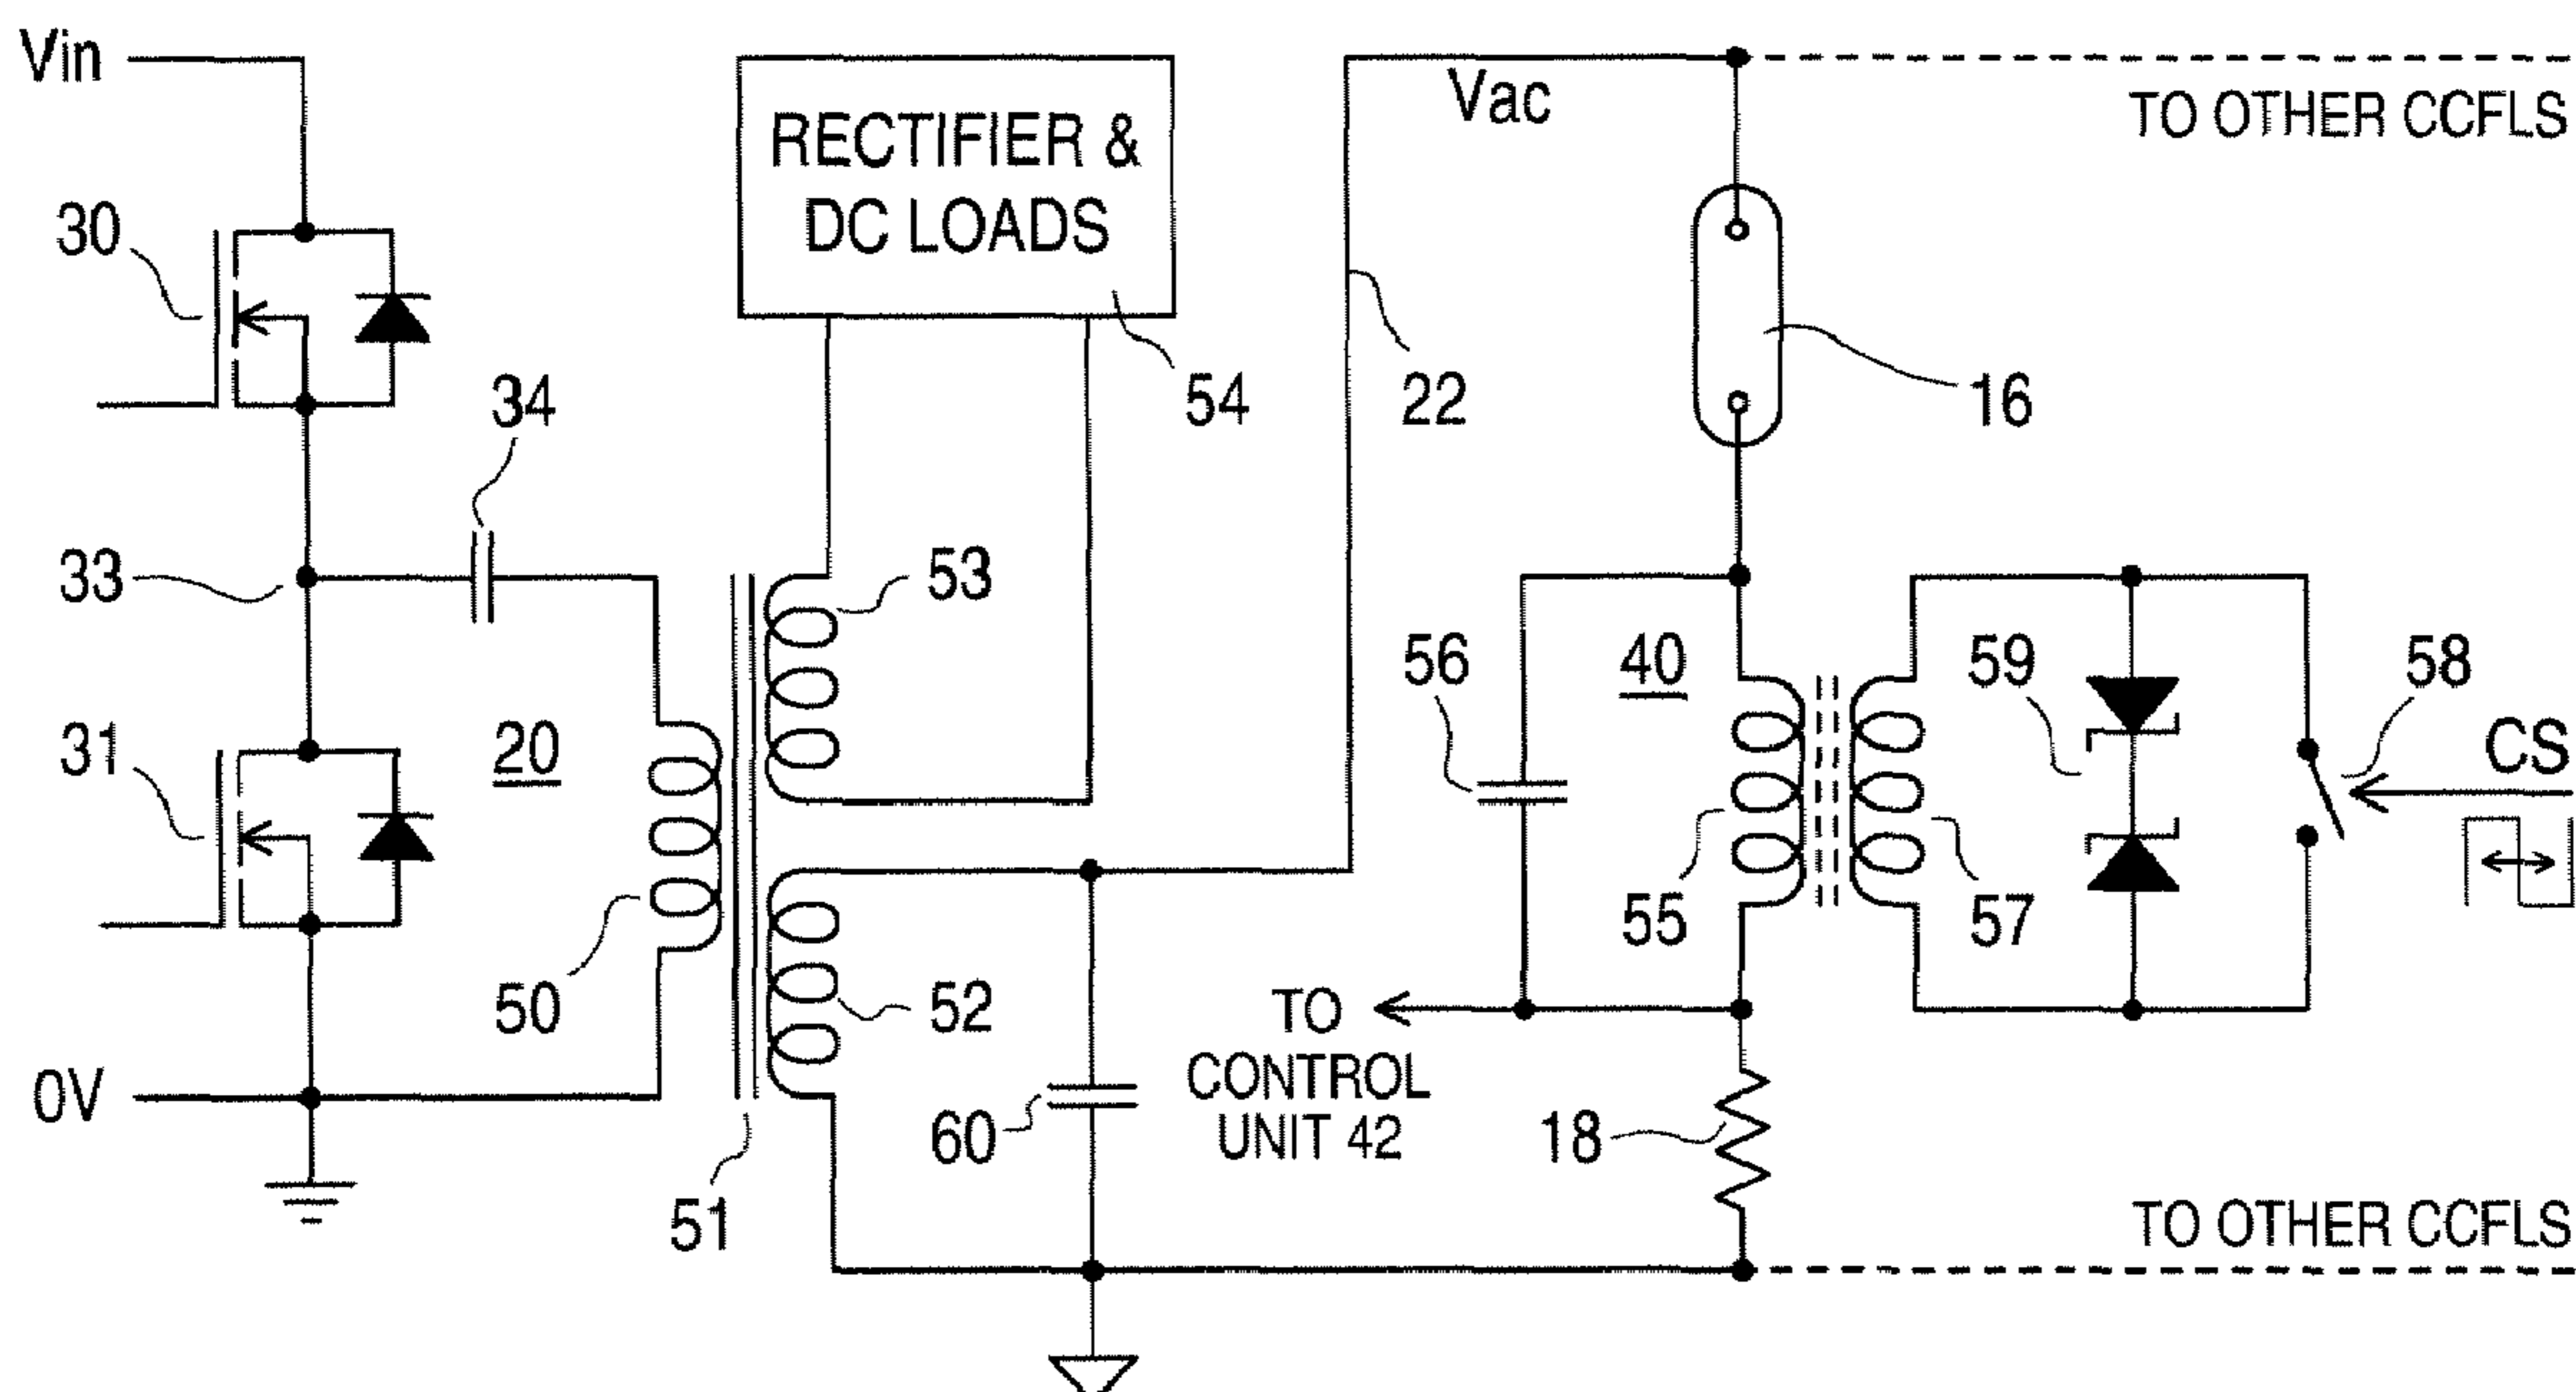 Vin
RECTIFIER &
DC LOADS
Vac
TO OTHER CCFLS
30
34
54
22
16
33
53
31
20
56
40
59
58
CS
50
52
55
57
TO
CONTROL
UNIT 42
0V
60
18
51
TO OTHER CCFLS